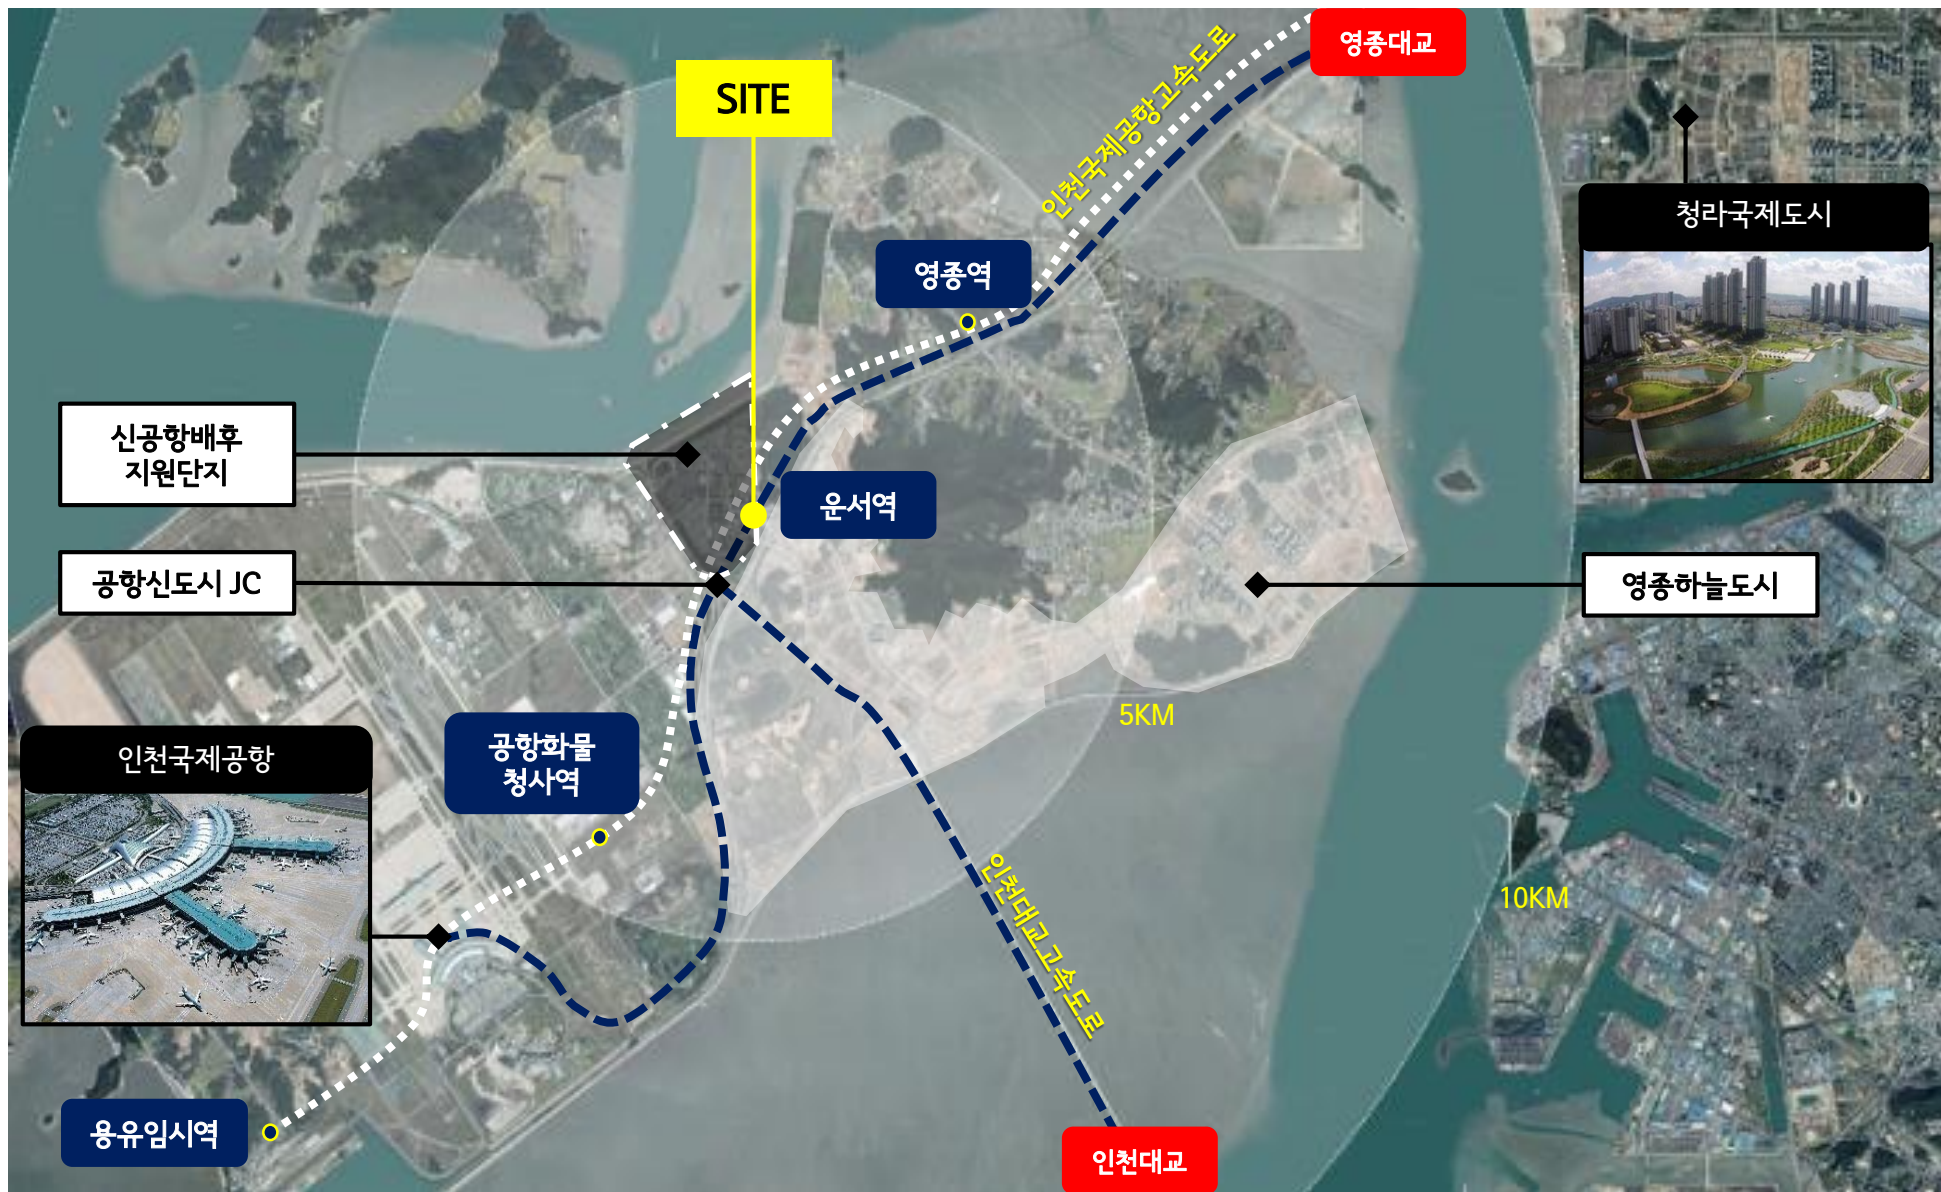 영종대교
SITE
인천국제공항고속도로
청라국제도시
영종역
신공항배후
지원단지
운서역
공항신도시 JC
영종하늘도시
5KM
인천국제공항
공항화물
청사역
10KM
인천대교고속도로
용유임시역
인천대교